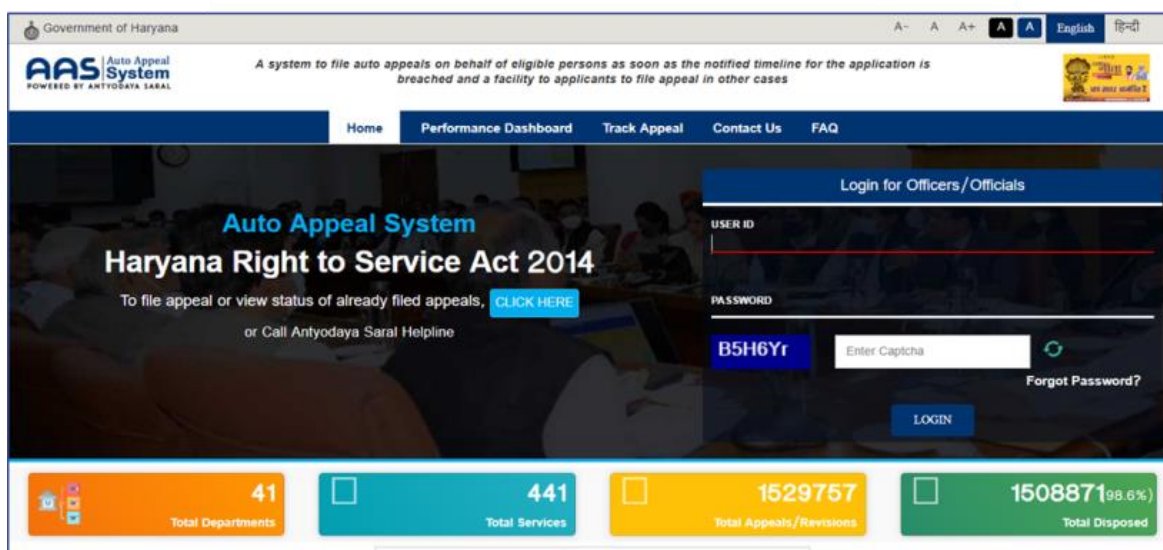 Government of Haryana
A- A A+ A A English हिन्दी
AAS Auto Appeal System
POWERED BY ANTYODAYA SARAL
A system to file auto appeals on behalf of eligible persons as soon as the notified timeline for the application is
breached and a facility to applicants to file appeal in other cases
Home Performance Dashboard Track Appeal Contact Us FAQ
Auto Appeal System
Haryana Right to Service Act 2014
To file appeal or view status of already filed appeals, CLICK HERE
or Call Antyodaya Saral Helpline
Login for Officers/Officials
USER ID
PASSWORD
B5H6Yr Enter Captcha
Forgot Password?
LOGIN
41
Total Departments
441
Total Services
1529757
Total Appeals/Revisions
1508871 98.6%)
Total Disposed